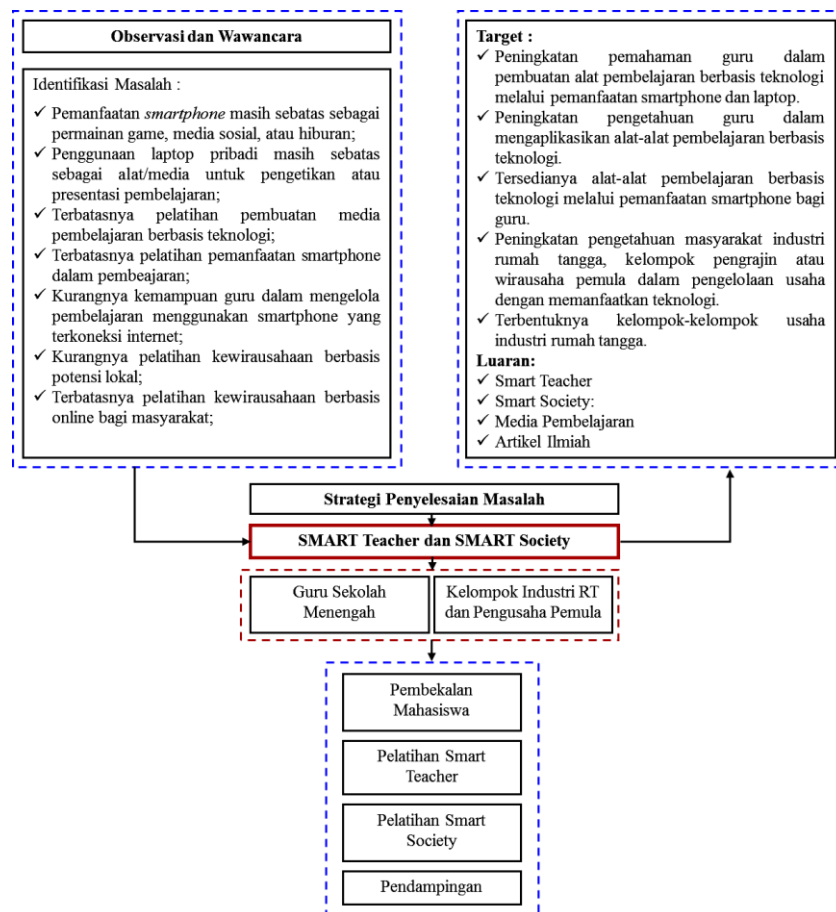 Observasi dan Wawancara
Identifikasi Masalah :
✓ Pemanfaatan smartphone masih sebatas sebagai
permainan game, media sosial, atau hiburan;
✓ Penggunaan laptop pribadi masih sebatas
sebagai alat/media untuk pengetikan atau
presentasi pembelajaran;
✓ Terbatasnya pelatihan pembuatan media
pembelajaran berbasis teknologi;
✓ Terbatasnya pelatihan pemanfaatan smartphone
dalam pembeajaran;
✓ Kurangnya kemampuan guru dalam mengelola
pembelajaran menggunakan smartphone yang
terkoneksi internet;
✓ Kurangnya pelatihan kewirausahaan berbasis
potensi lokal;
✓ Terbatasnya pelatihan kewirausahaan berbasis
online bagi masyarakat;
Target :
✓ Peningkatan pemahaman guru dalam
pembuatan alat pembelajaran berbasis teknologi
melalui pemanfaatan smartphone dan laptop.
✓ Peningkatan pengetahuan guru dalam
mengaplikasikan alat-alat pembelajaran berbasis
teknologi.
✓ Tersedianya alat-alat pembelajaran berbasis
teknologi melalui pemanfaatan smartphone bagi
guru.
✓ Peningkatan pengetahuan masyarakat industri
rumah tangga, kelompok pengrajin atau
wirausaha pemula dalam pengelolaan usaha
dengan memanfaatkan teknologi.
✓ Terbentuknya kelompok-kelompok usaha
industri rumah tangga.
Luaran:
✓ Smart Teacher
✓ Smart Society:
✓ Media Pembelajaran
✓ Artikel Ilmiah
Strategi Penyelesaian Masalah
SMART Teacher dan SMART Society
Guru Sekolah
Menengah
Kelompok Industri RT
dan Pengusaha Pemula
Pembekalan
Mahasiswa
Pelatihan Smart
Teacher
Pelatihan Smart
Society
Pendampingan